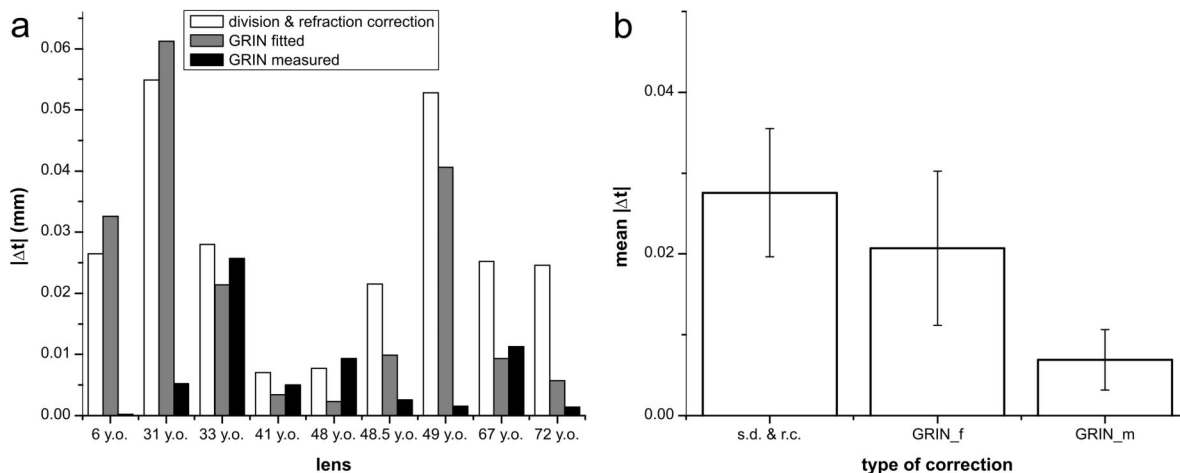 a
division & refraction correction
GRIN fitted
GRIN measured
0.06
0.05
0.04
0.03
0.02
0.01
0.00
|Δt| (mm)
6 y.o. 31 y.o. 33 y.o. 41 y.o. 48 y.o. 48.5 y.o. 49 y.o. 67 y.o. 72 y.o.
lens
b
0.04
0.02
0.00
mean |Δt|
s.d. & r.c. GRIN_f GRIN_m
type of correction